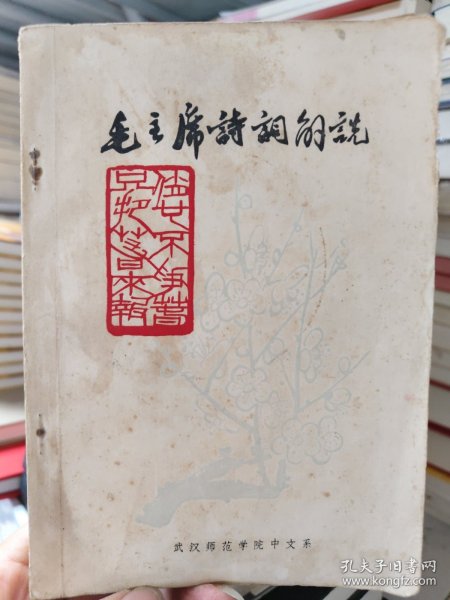 毛主席詩詞解説
俏也不爭春
只把春來報
武汉师范学院中文系
孔夫子旧书网
www.kongfz.com